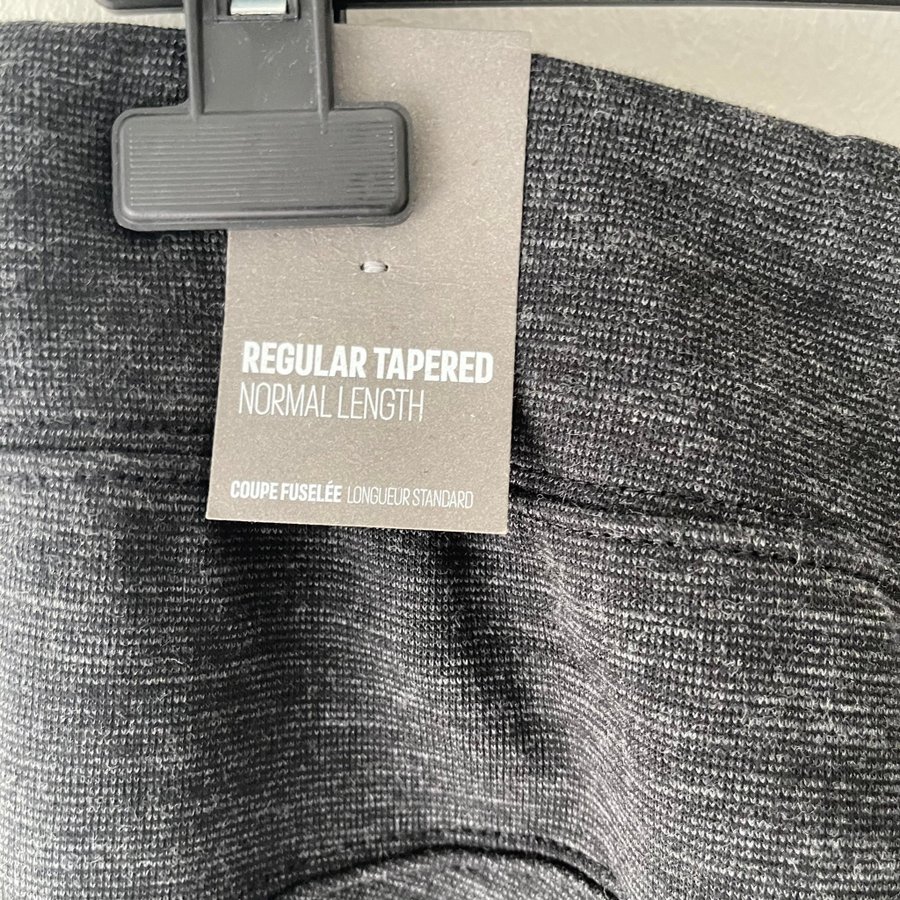 REGULAR TAPERED
NORMAL LENGTH
COUPE FUSELÉE LONGUEUR STANDARD